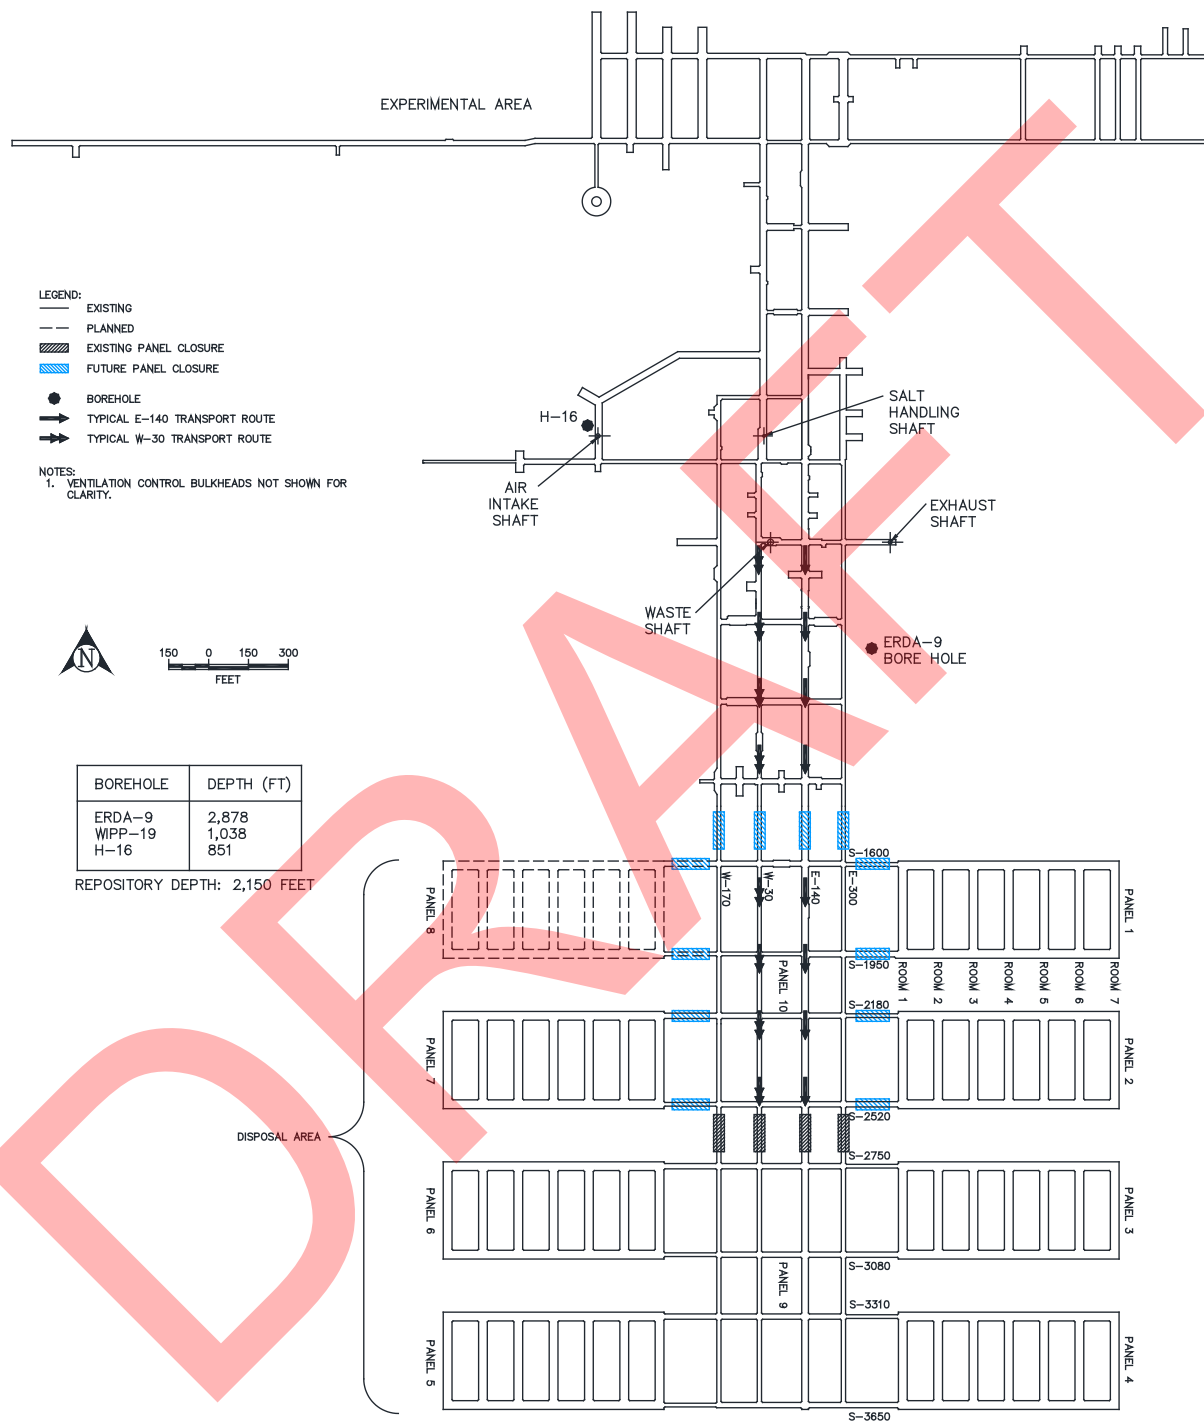 EXPERIMENTAL AREA
LEGEND:
EXISTING
PLANNED
EXISTING PANEL CLOSURE
FUTURE PANEL CLOSURE
BOREHOLE
TYPICAL E-140 TRANSPORT ROUTE
TYPICAL W-30 TRANSPORT ROUTE
NOTES:
1. VENTILATION CONTROL BULKHEADS NOT SHOWN FOR
CLARITY.
H-16
SALT
HANDLING
SHAFT
AIR
INTAKE
SHAFT
EXHAUST
SHAFT
WASTE
SHAFT
ERDA-9
BORE HOLE
N
150 0 150 300
FEET
BOREHOLE DEPTH (FT)
ERDA-9 2,878
WIPP-19 1,038
H-16 851
REPOSITORY DEPTH: 2,150 FEET
S-1600
W-170
W-30
E-140
E-300
PANEL 8
PANEL 1
S-1950
PANEL 10
ROOM 1
ROOM 2
ROOM 3
ROOM 4
ROOM 5
ROOM 6
ROOM 7
S-2180
PANEL 7
PANEL 2
S-2520
DISPOSAL AREA
S-2750
PANEL 6
PANEL 3
S-3080
PANEL 9
S-3310
PANEL 5
PANEL 4
S-3650
DRAFT